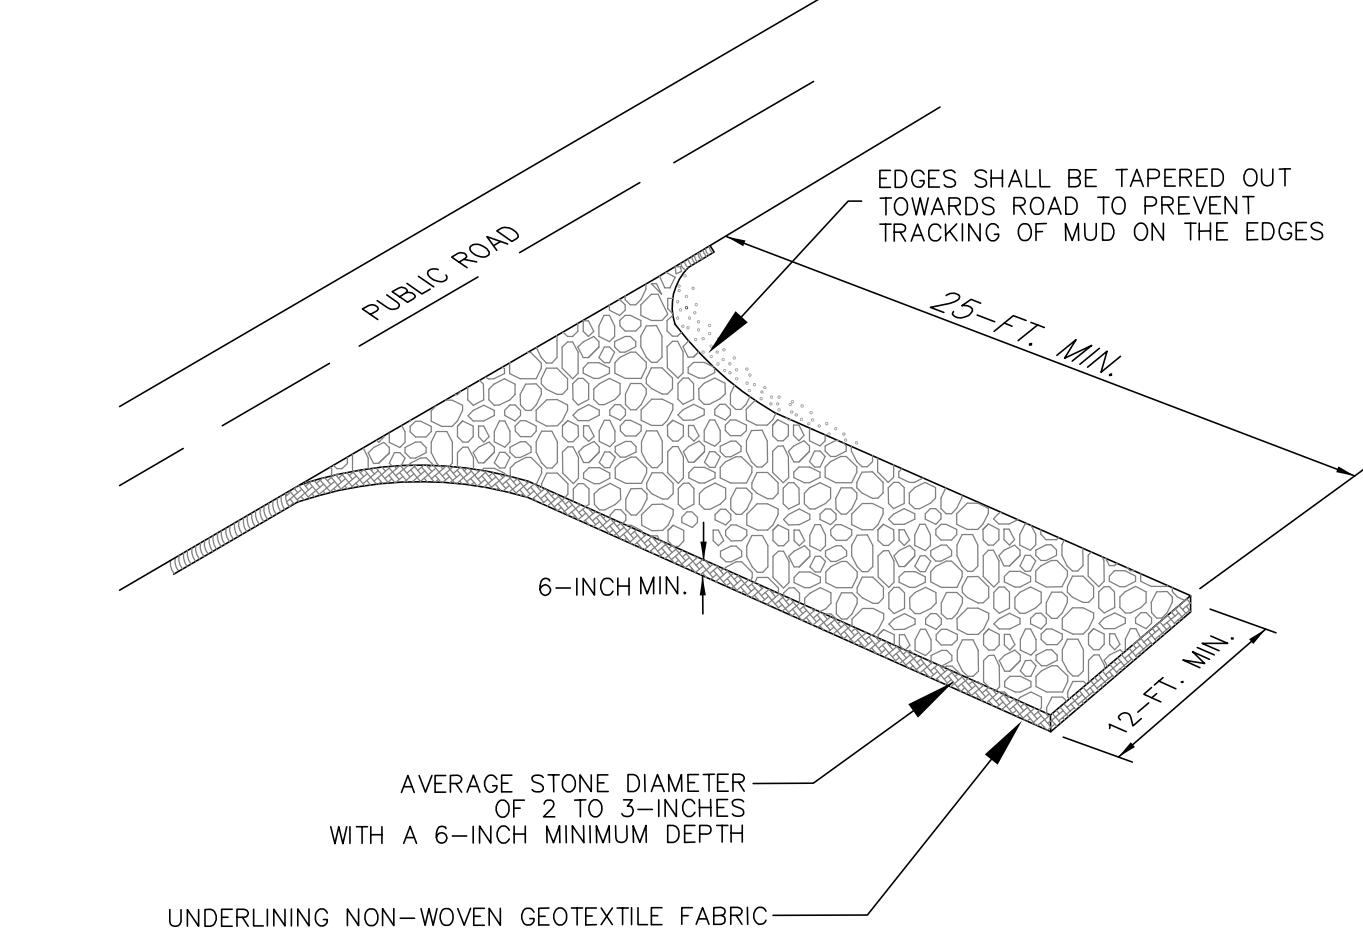 EDGES SHALL BE TAPERED OUT
TOWARDS ROAD TO PREVENT
TRACKING OF MUD ON THE EDGES
PUBLIC ROAD
25-FT. MIN.
6-INCH MIN.
12-FT. MIN.
AVERAGE STONE DIAMETER
OF 2 TO 3-INCHES
WITH A 6-INCH MINIMUM DEPTH
UNDERLINING NON-WOVEN GEOTEXTILE FABRIC